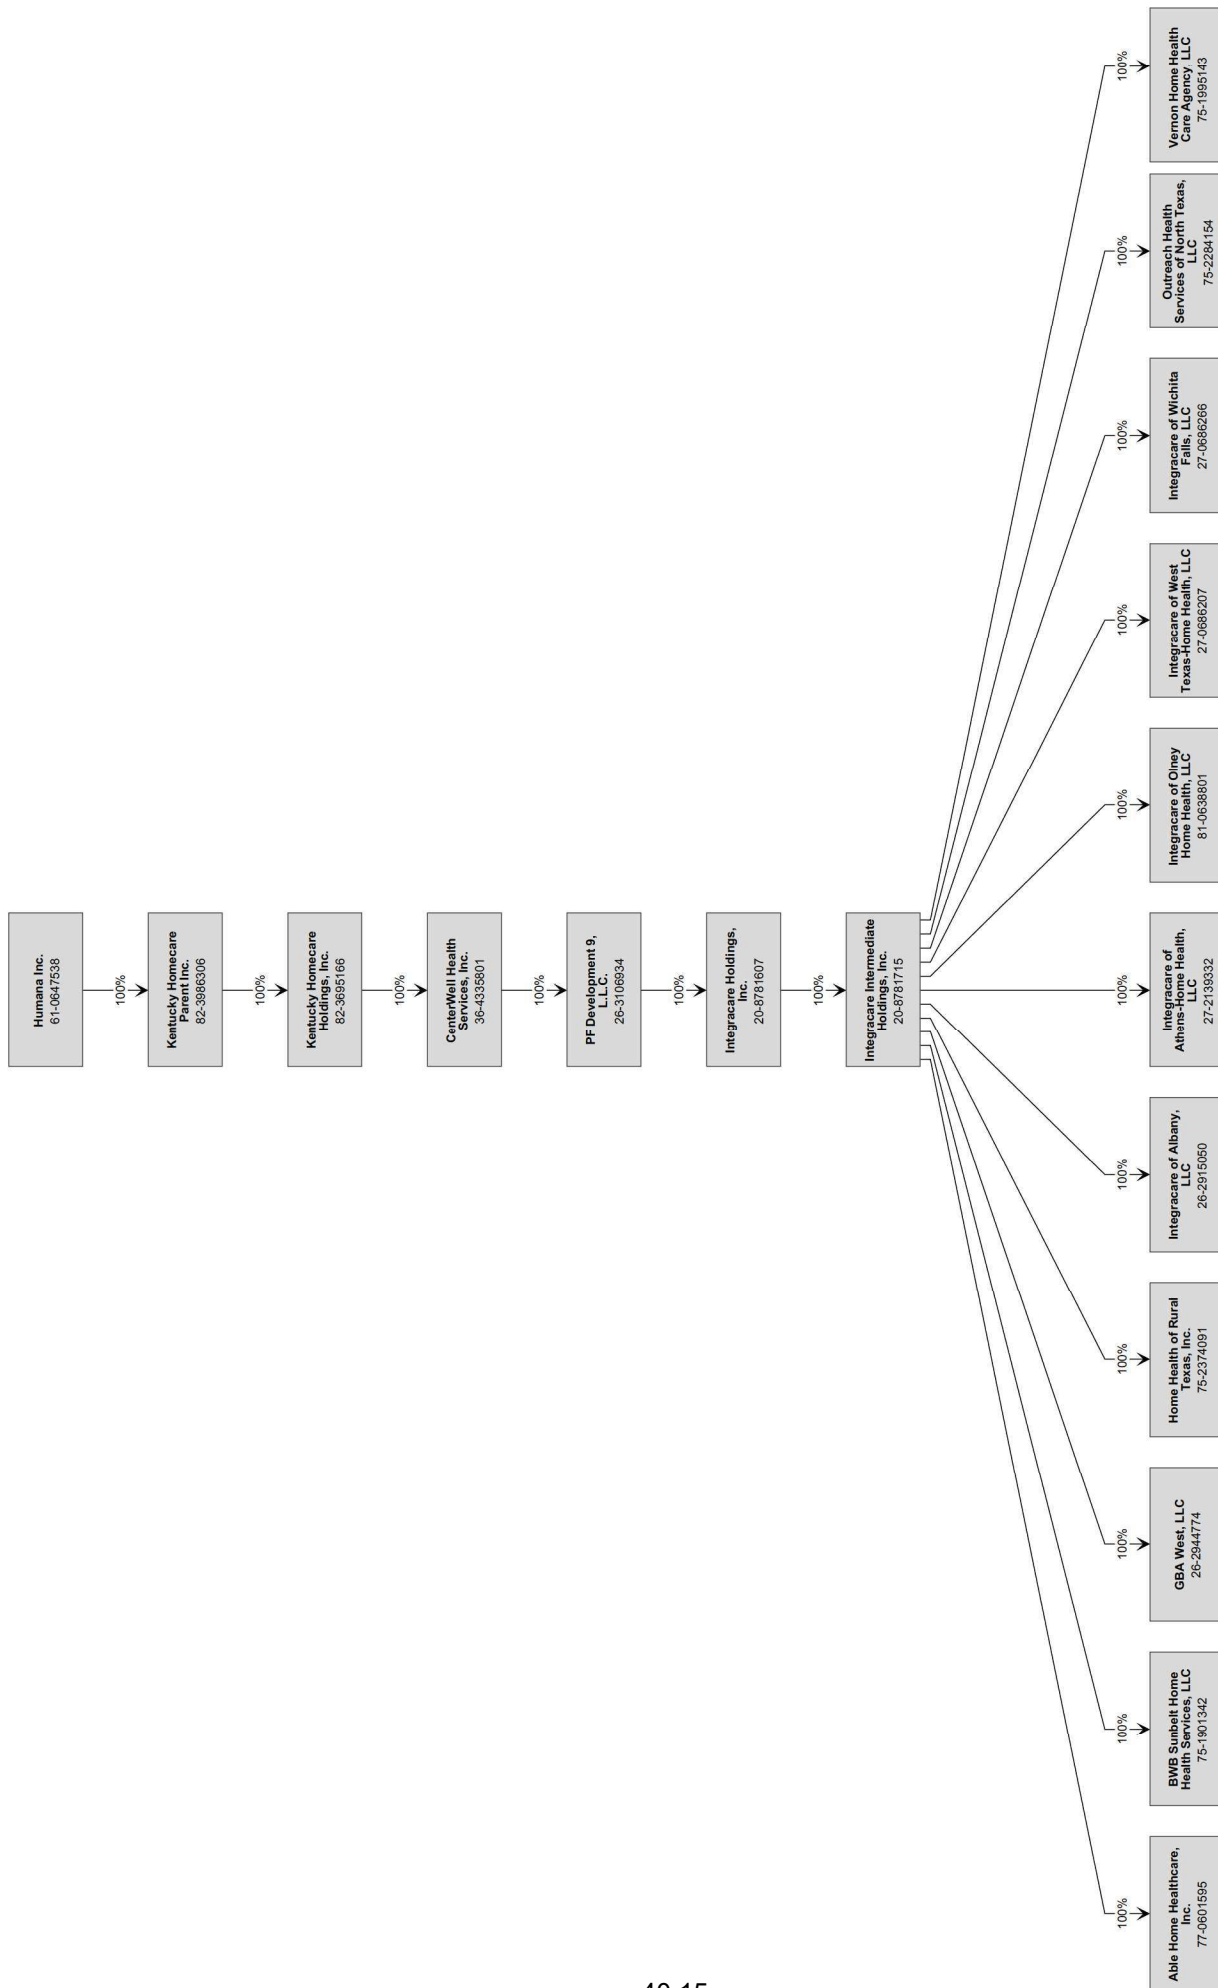 Humana Inc.
61-0647538
100%
Kentucky Homecare
Parent Inc.
82-3986306
100%
Kentucky Homecare
Holdings, Inc.
82-3695166
100%
CenterWell Health
Services, Inc.
36-4335801
100%
PF Development 9,
L.L.C.
26-3106934
100%
Integracare Holdings,
Inc.
20-8781607
100%
Integracare Intermediate
Holdings, Inc.
20-8781715
100%
100%
100%
100%
100%
100%
100%
100%
100%
100%
100%
Able Home Healthcare,
Inc.
77-0601595
BWB Sunbelt Home
Health Services, LLC
75-1901342
GBA West, LLC
26-2944774
Home Health of Rural
Texas, Inc.
75-2374091
Integracare of Albany,
LLC
26-2915050
Integracare of
Athens-Home Health,
LLC
27-2139332
Integracare of Olney
Home Health, LLC
81-0638801
Integracare of West
Texas-Home Health, LLC
27-0686207
Integracare of Wichita
Falls, LLC
27-0686266
Outreach Health
Services of North Texas,
LLC
75-2284154
Vernon Home Health
Care Agency, LLC
75-1995143